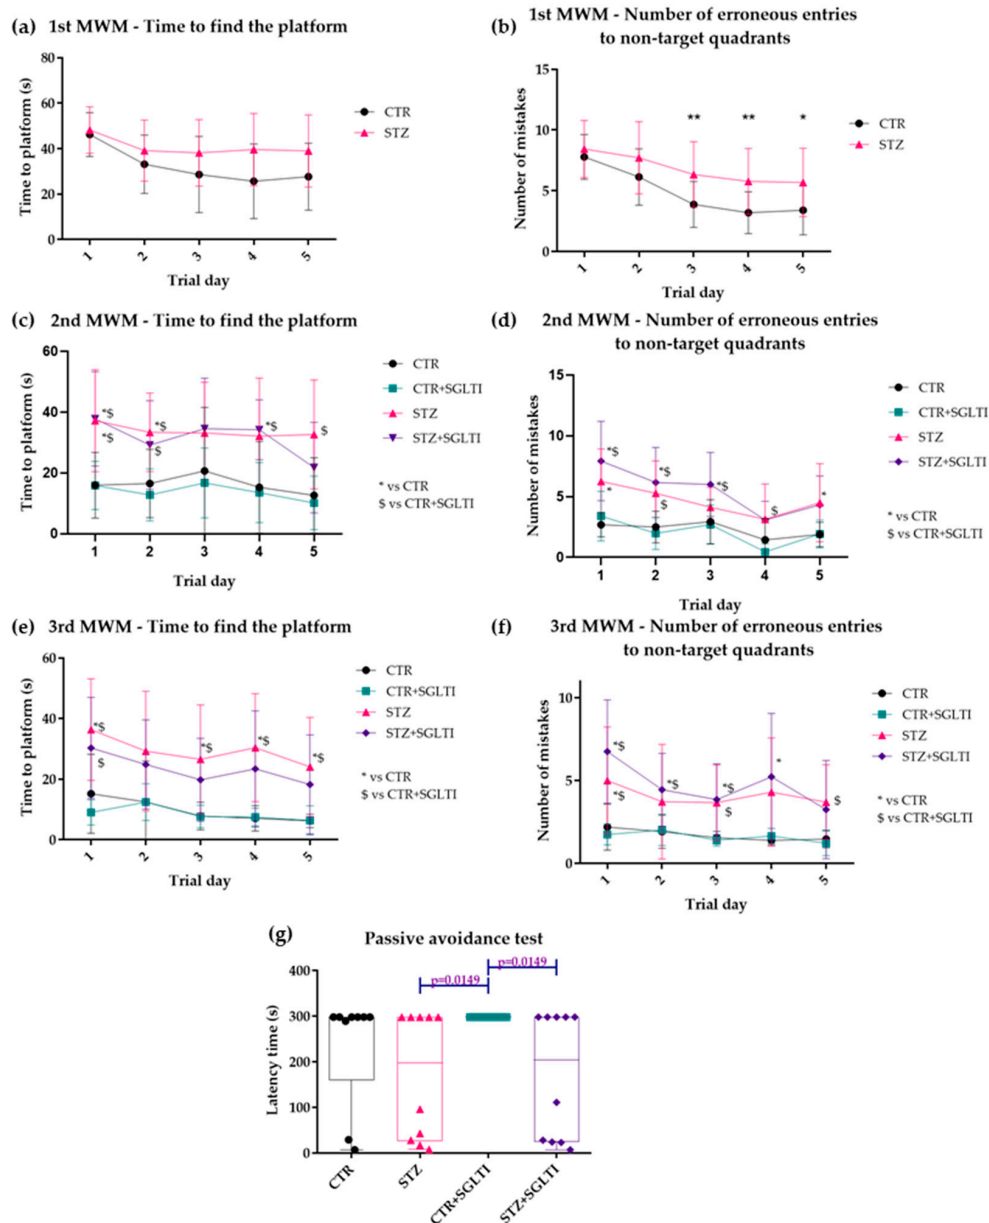 (a) 1st MWM - Time to find the platform
80
60
40
20
0
Time to platform (s)
1 2 3 4 5
Trial day
CTR
STZ
(b) 1st MWM - Number of erroneous entries
to non-target quadrants
15
10
5
0
Number of mistakes
** ** *
1 2 3 4 5
Trial day
CTR
STZ
(c) 2nd MWM - Time to find the platform
60
40
20
0
Time to platform (s)
*$ *$ *$ $
*$ $
1 2 3 4 5
Trial day
CTR
CTR+SGLTI
STZ
STZ+SGLTI
* vs CTR
$ vs CTR+SGLTI
(d) 2nd MWM - Number of erroneous entries
to non-target quadrants
15
10
5
0
Number of mistakes
*$ *$ *$
* $ $ *
1 2 3 4 5
Trial day
CTR
CTR+SGLTI
STZ
STZ+SGLTI
* vs CTR
$ vs CTR+SGLTI
(e) 3rd MWM - Time to find the platform
60
40
20
0
Time to platform (s)
*$ *$ *$ *$
$
1 2 3 4 5
Trial day
CTR
CTR+SGLTI
STZ
STZ+SGLTI
* vs CTR
$ vs CTR+SGLTI
(f) 3rd MWM - Number of erroneous entries
to non-target quadrants
10
5
0
Number of mistakes
*$ *$ *$ *
*$ $ $
1 2 3 4 5
Trial day
CTR
CTR+SGLTI
STZ
STZ+SGLTI
* vs CTR
$ vs CTR+SGLTI
(g) Passive avoidance test
400
300
200
100
0
Latency time (s)
p=0.0149
p=0.0149
CTR
STZ
CTR+SGLTI
STZ+SGLTI